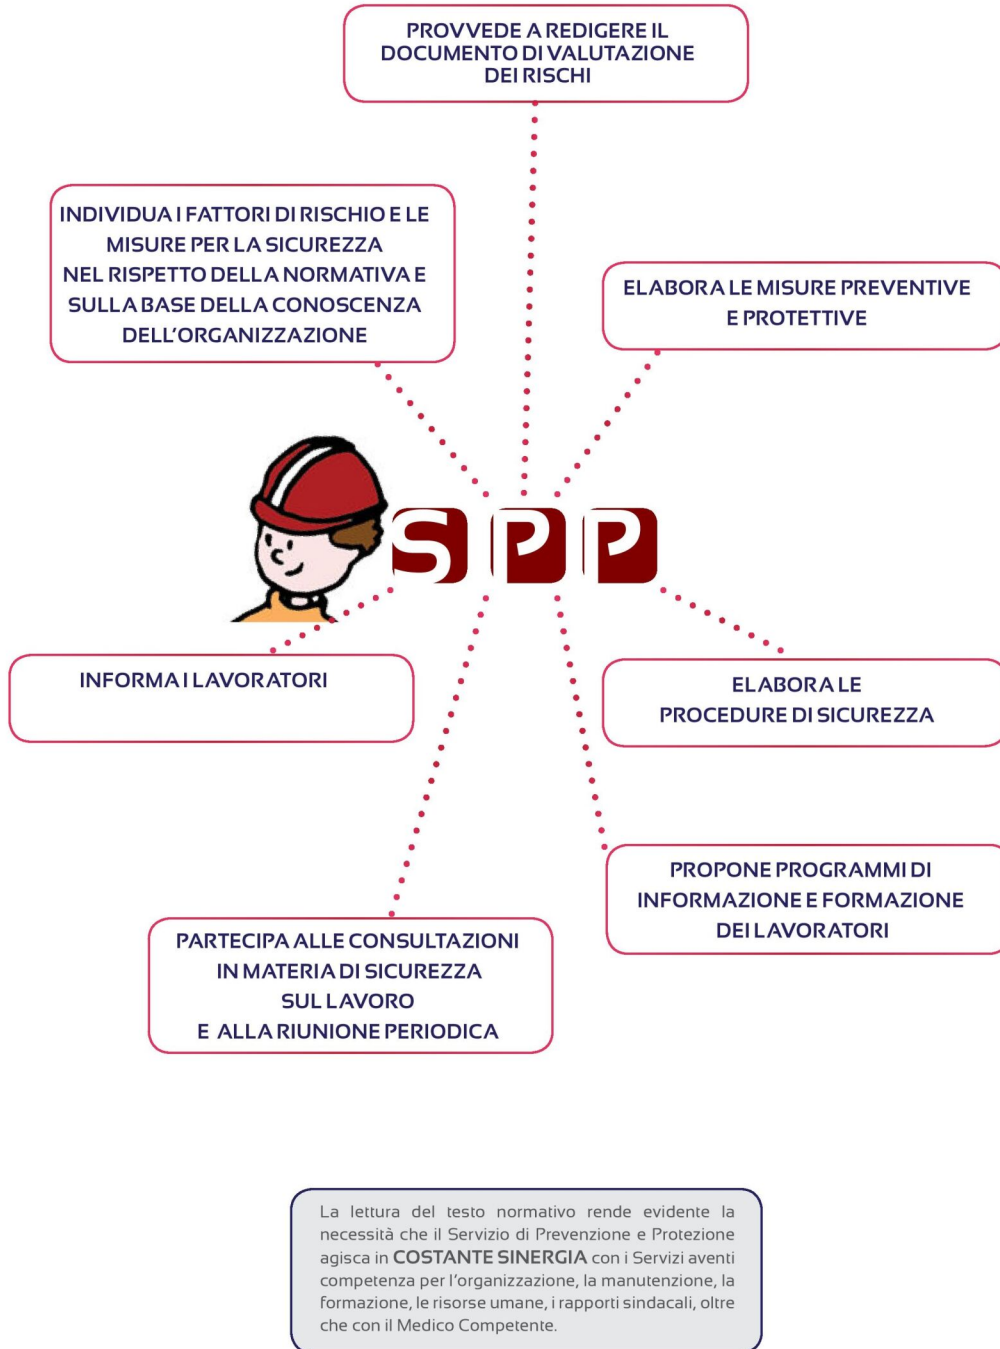 PROVVEDE A REDIGERE IL
DOCUMENTO DI VALUTAZIONE
DEI RISCHI
INDIVIDUA I FATTORI DI RISCHIO E LE
MISURE PER LA SICUREZZA
NEL RISPETTO DELLA NORMATIVA E
SULLA BASE DELLA CONOSCENZA
DELL'ORGANIZZAZIONE
ELABORA LE MISURE PREVENTIVE
E PROTETTIVE
SPP
INFORMA I LAVORATORI
ELABORA LE
PROCEDURE DI SICUREZZA
PROPONE PROGRAMMI DI
INFORMAZIONE E FORMAZIONE
DEI LAVORATORI
PARTECIPA ALLE CONSULTAZIONI
IN MATERIA DI SICUREZZA
SUL LAVORO
E ALLA RIUNIONE PERIODICA
La lettura del testo normativo rende evidente la
necessità che il Servizio di Prevenzione e Protezione
agisca in COSTANTE SINERGIA con i Servizi aventi
competenza per l'organizzazione, la manutenzione, la
formazione, le risorse umane, i rapporti sindacali, oltre
che con il Medico Competente.